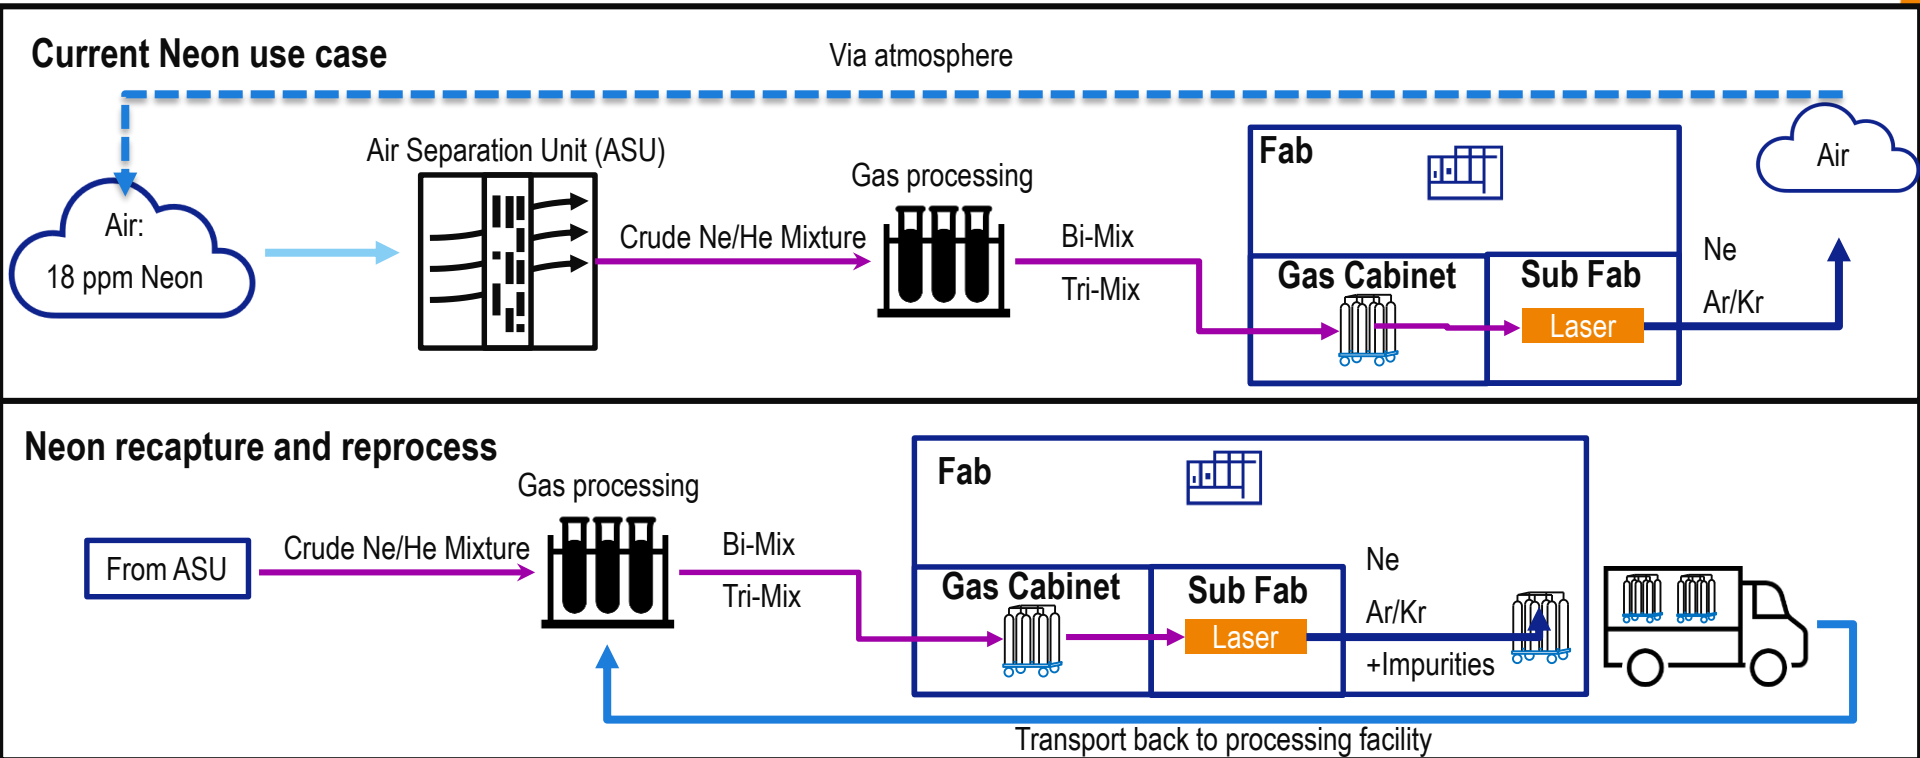 Current Neon use case
Via atmosphere
Air Separation Unit (ASU)
Air:
18 ppm Neon
Crude Ne/He Mixture
Gas processing
Bi-Mix
Tri-Mix
Fab
Gas Cabinet
Sub Fab
Laser
Ne
Ar/Kr
Air
Neon recapture and reprocess
From ASU
Crude Ne/He Mixture
Gas processing
Bi-Mix
Tri-Mix
Fab
Gas Cabinet
Sub Fab
Laser
Ne
Ar/Kr
+Impurities
Transport back to processing facility